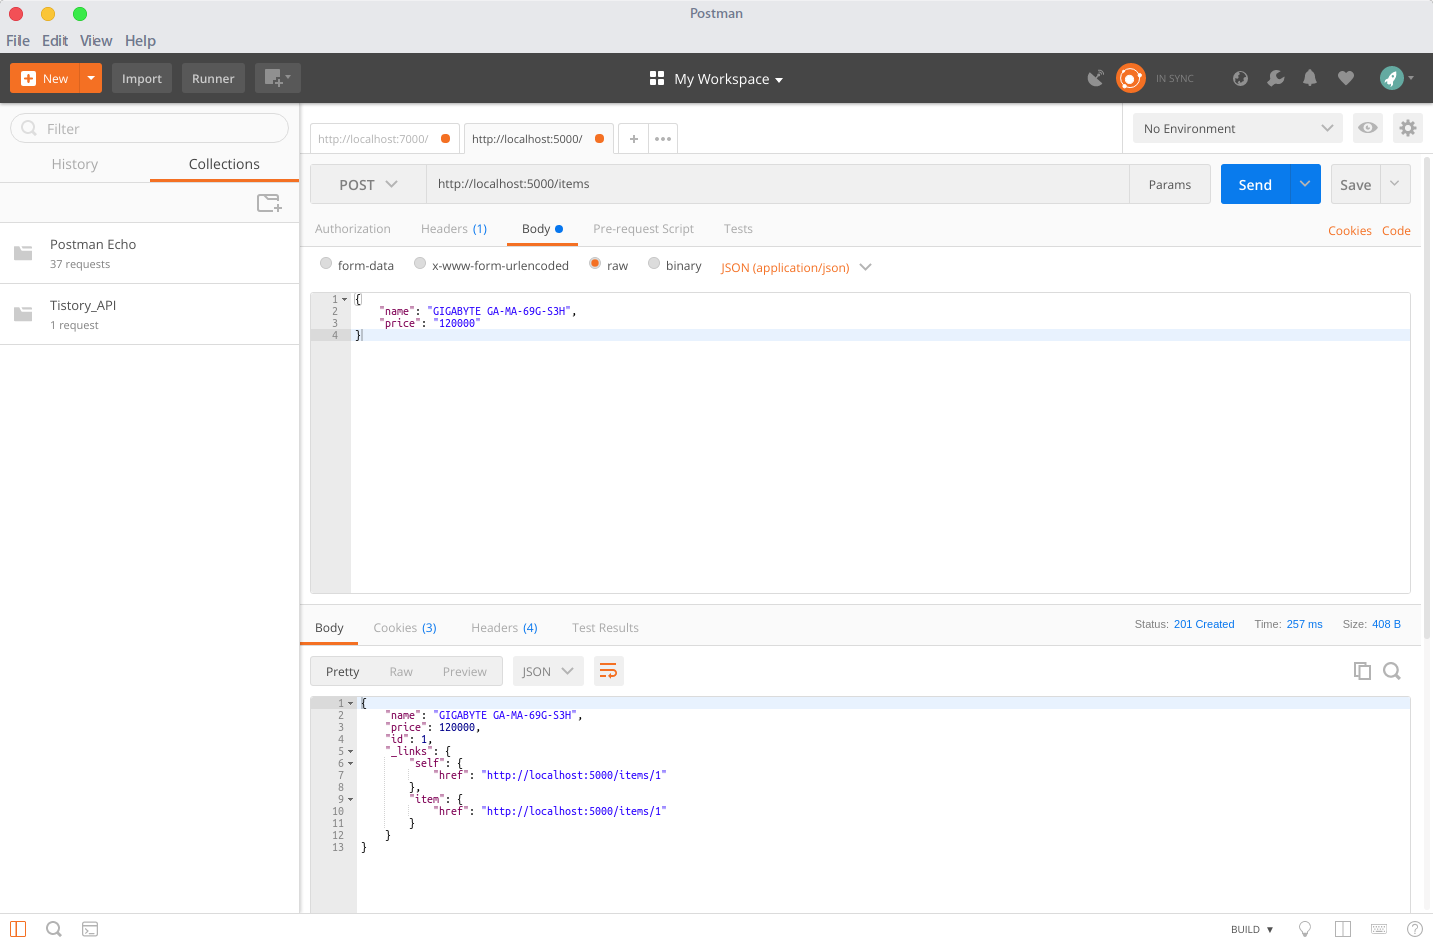 Postman
File Edit View Help
New Import Runner My Workspace IN SYNC
Filter
History Collections
Postman Echo
37 requests
Tistory_API
1 request
http://localhost:7000/ http://localhost:5000/ + ••• No Environment
POST http://localhost:5000/items Params Send Save
Authorization Headers (1) Body Pre-request Script Tests Cookies Code
form-data x-www-form-urlencoded raw binary JSON (application/json)
1 {
2 "name": "GIGABYTE GA-MA-69G-S3H",
3 "price": "120000"
4 }
Body Cookies (3) Headers (4) Test Results Status: 201 Created Time: 257 ms Size: 408 B
Pretty Raw Preview JSON
1 {
2 "name": "GIGABYTE GA-MA-69G-S3H",
3 "price": 120000,
4 "id": 1,
5 "_links": {
6 "self": {
7 "href": "http://localhost:5000/items/1"
8 },
9 "item": {
10 "href": "http://localhost:5000/items/1"
11 }
12 }
13 }
BUILD